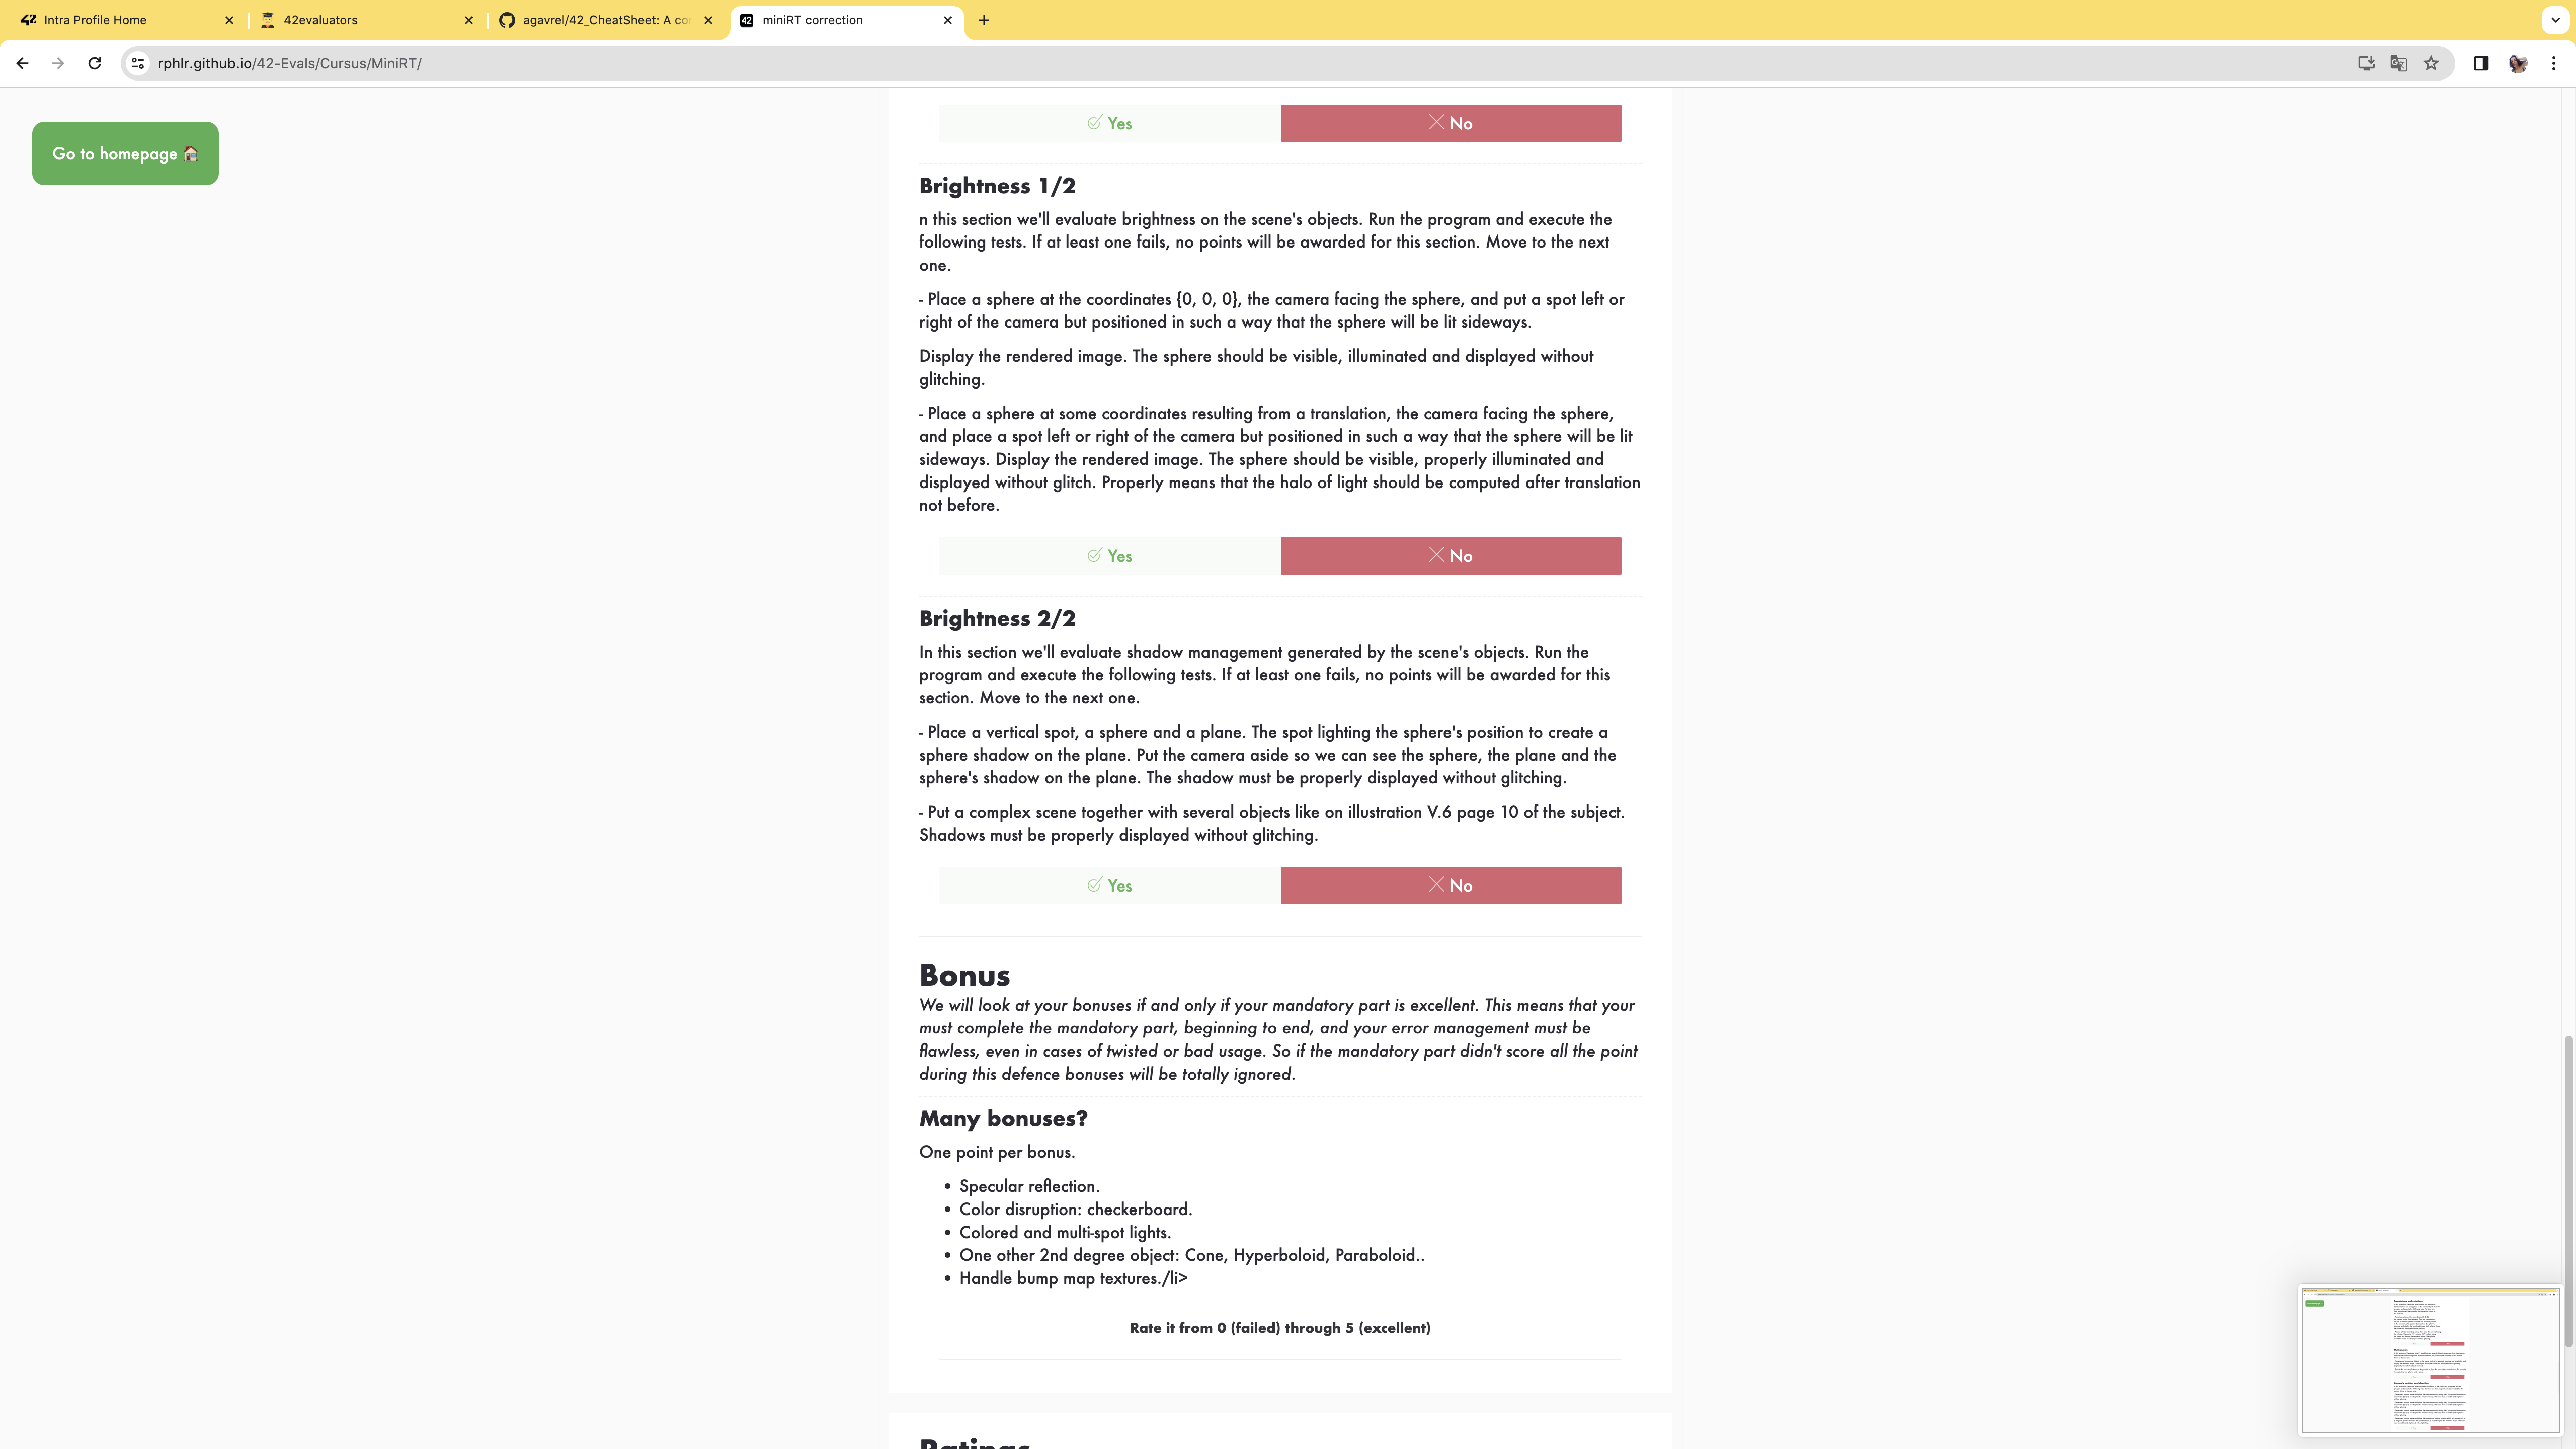 Intra Profile Home
42evaluators
agavrel/42_CheatSheet: A co
42 miniRT correction
rphlr.github.io/42-Evals/Cursus/MiniRT/
Go to homepage
Yes
No
Brightness 1/2
n this section we'll evaluate brightness on the scene's objects. Run the program and execute the
following tests. If at least one fails, no points will be awarded for this section. Move to the next
one.
- Place a sphere at the coordinates {0, 0, 0}, the camera facing the sphere, and put a spot left or
right of the camera but positioned in such a way that the sphere will be lit sideways.
Display the rendered image. The sphere should be visible, illuminated and displayed without
glitching.
- Place a sphere at some coordinates resulting from a translation, the camera facing the sphere,
and place a spot left or right of the camera but positioned in such a way that the sphere will be lit
sideways. Display the rendered image. The sphere should be visible, properly illuminated and
displayed without glitch. Properly means that the halo of light should be computed after translation
not before.
Yes
No
Brightness 2/2
In this section we'll evaluate shadow management generated by the scene's objects. Run the
program and execute the following tests. If at least one fails, no points will be awarded for this
section. Move to the next one.
- Place a vertical spot, a sphere and a plane. The spot lighting the sphere's position to create a
sphere shadow on the plane. Put the camera aside so we can see the sphere, the plane and the
sphere's shadow on the plane. The shadow must be properly displayed without glitching.
- Put a complex scene together with several objects like on illustration V.6 page 10 of the subject.
Shadows must be properly displayed without glitching.
Yes
No
Bonus
We will look at your bonuses if and only if your mandatory part is excellent. This means that your
must complete the mandatory part, beginning to end, and your error management must be
flawless, even in cases of twisted or bad usage. So if the mandatory part didn't score all the point
during this defence bonuses will be totally ignored.
Many bonuses?
One point per bonus.
• Specular reflection.
• Color disruption: checkerboard.
• Colored and multi-spot lights.
• One other 2nd degree object: Cone, Hyperboloid, Paraboloid..
• Handle bump map textures./li>
Rate it from 0 (failed) through 5 (excellent)
Ratings